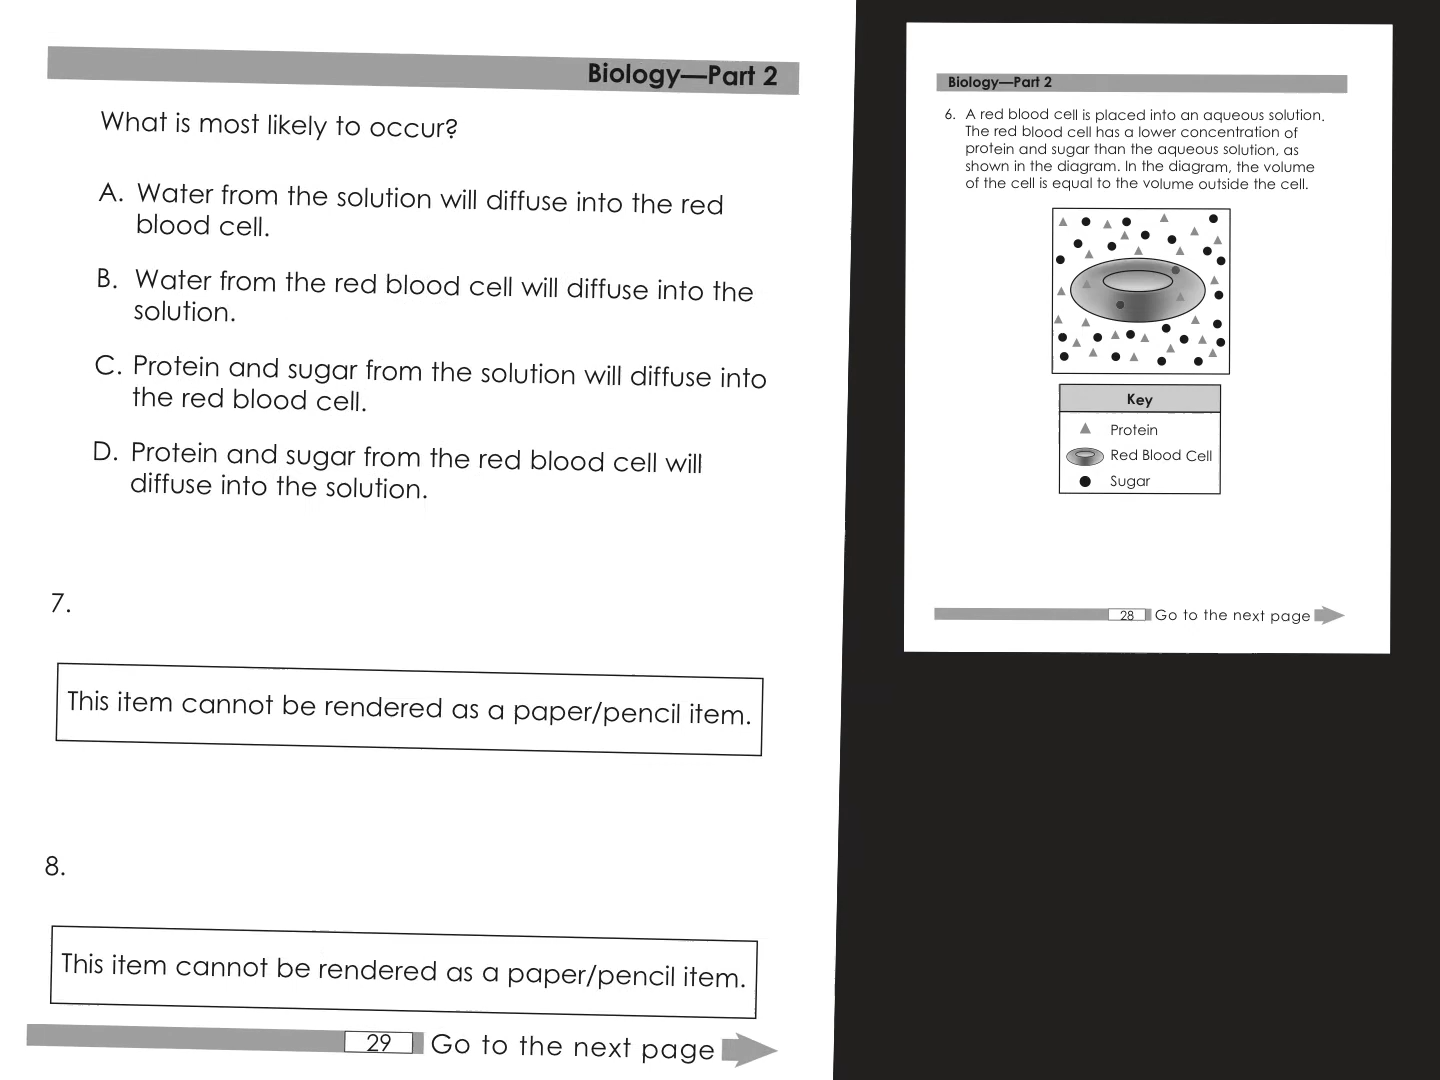 Biology—Part 2
What is most likely to occur?
A. Water from the solution will diffuse into the red
blood cell.
B. Water from the red blood cell will diffuse into the
solution.
C. Protein and sugar from the solution will diffuse into
the red blood cell.
D. Protein and sugar from the red blood cell will
diffuse into the solution.
7.
This item cannot be rendered as a paper/pencil item.
8.
This item cannot be rendered as a paper/pencil item.
29 Go to the next page
Biology—Part 2
6. A red blood cell is placed into an aqueous solution.
The red blood cell has a lower concentration of
protein and sugar than the aqueous solution, as
shown in the diagram. In the diagram, the volume
of the cell is equal to the volume outside the cell.
Key
Protein
Red Blood Cell
Sugar
28 Go to the next page